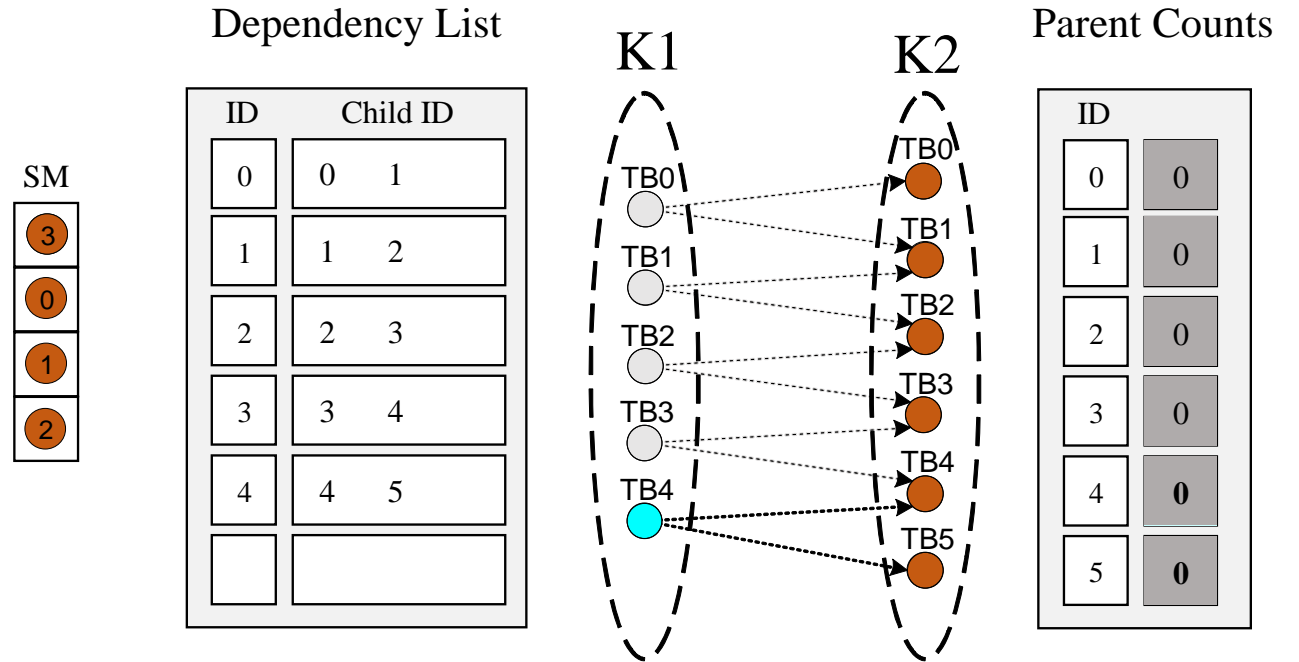 Dependency List
K1
K2
Parent Counts
SM
3
0
1
2
ID Child ID
0 0 1
1 1 2
2 2 3
3 3 4
4 4 5
TB0
TB1
TB2
TB3
TB4
TB0
TB1
TB2
TB3
TB4
TB5
ID
0 0
1 0
2 0
3 0
4 0
5 0